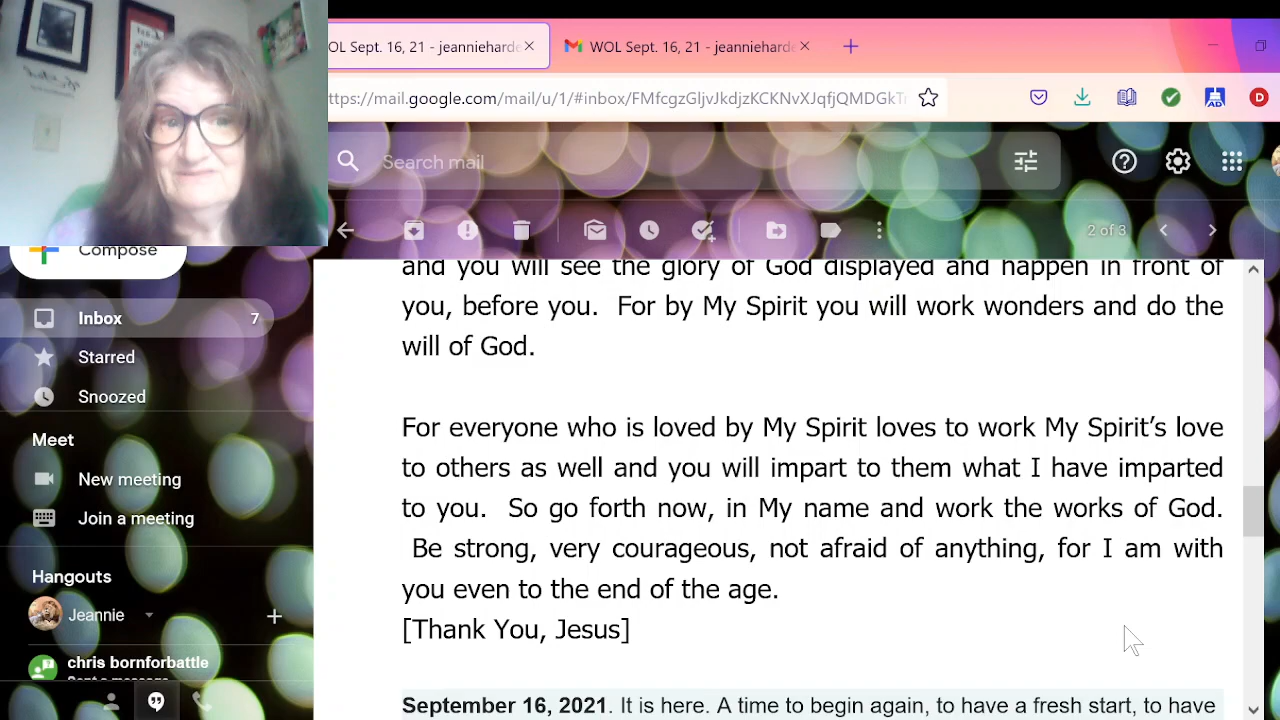 OL Sept. 16, 21 - jeannieharde
WOL Sept. 16, 21 - jeannieharde
ttps://mail.google.com/mail/u/1/#inbox/
AD
D
Search mail
Compose
2 of 3
Inbox 7
Starred
Snoozed
Meet
New meeting
Join a meeting
Hangouts
Jeannie
chris bornforbattle
Sent a message
and you will see the glory of God displayed and happen in front of
you, before you. For by My Spirit you will work wonders and do the
will of God.
For everyone who is loved by My Spirit loves to work My Spirit’s love
to others as well and you will impart to them what I have imparted
to you. So go forth now, in My name and work the works of God.
Be strong, very courageous, not afraid of anything, for I am with
you even to the end of the age.
[Thank You, Jesus]
September 16, 2021. It is here. A time to begin again, to have a fresh start, to have